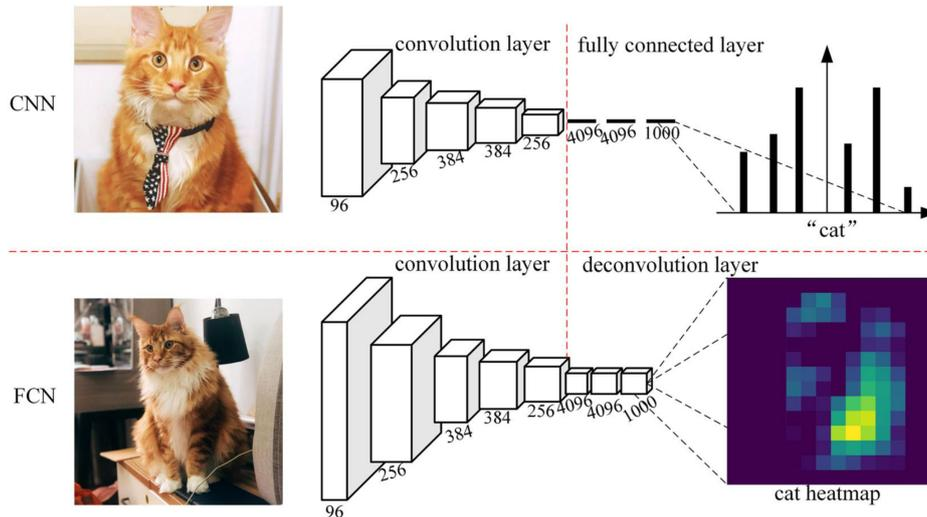 CNN
convolution layer
fully connected layer
96
256
384
384
256
4096
4096
1000
“cat”
FCN
convolution layer
deconvolution layer
96
256
384
384
256
4096
4096
1000
cat heatmap